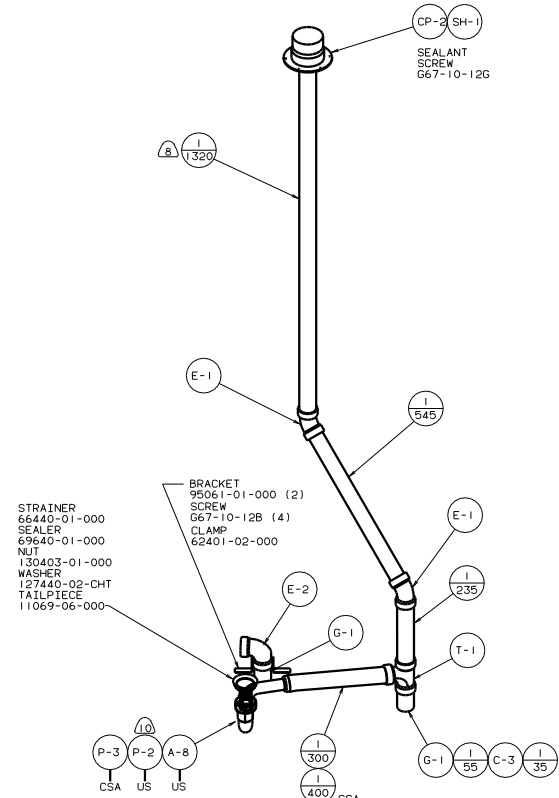 CP-2 SH-1
SEALANT
SCREW
G67-10-12G
8
1
1320
E-1
1
545
BRACKET
95061-01-000 (2)
SCREW
G67-10-12B (4)
CLAMP
62401-02-000
STRAINER
66440-01-000
SEALER
69640-01-000
NUT
130403-01-000
WASHER
127440-02-CHT
TAILPIECE
11069-06-000
E-1
1
235
E-2
G-1
T-1
10
P-3 P-2 A-8
CSA US US
1
300
1
400 CSA
G-1
1
55
C-3
1
35